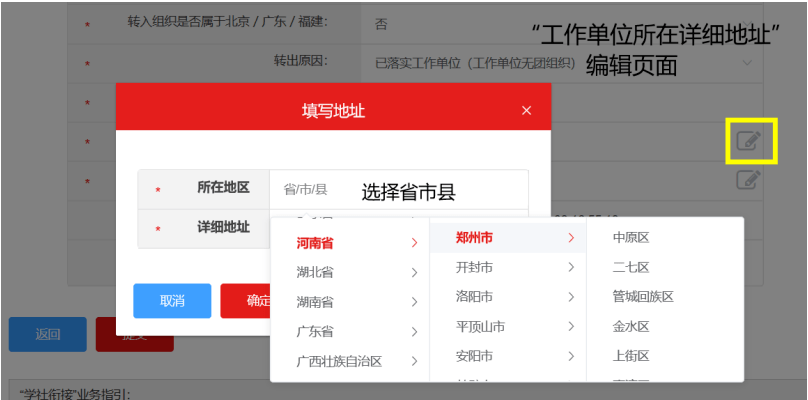 * 转入组织是否属于北京 / 广东 / 福建： 否
“工作单位所在详细地址”
* 转出原因： 已落实工作单位（工作单位无团组织）
编辑页面
*
填写地址 ×
*
*
* 所在地区 省/市/县 选择省市县
* 详细地址
河南省 > 郑州市 > 中原区
湖北省 > 开封市 > 二七区
湖南省 > 洛阳市 > 管城回族区
广东省 > 平顶山市 > 金水区
广西壮族自治区 > 安阳市 > 上街区
取消 确定
返回 提交
“学社衔接”业务指引：